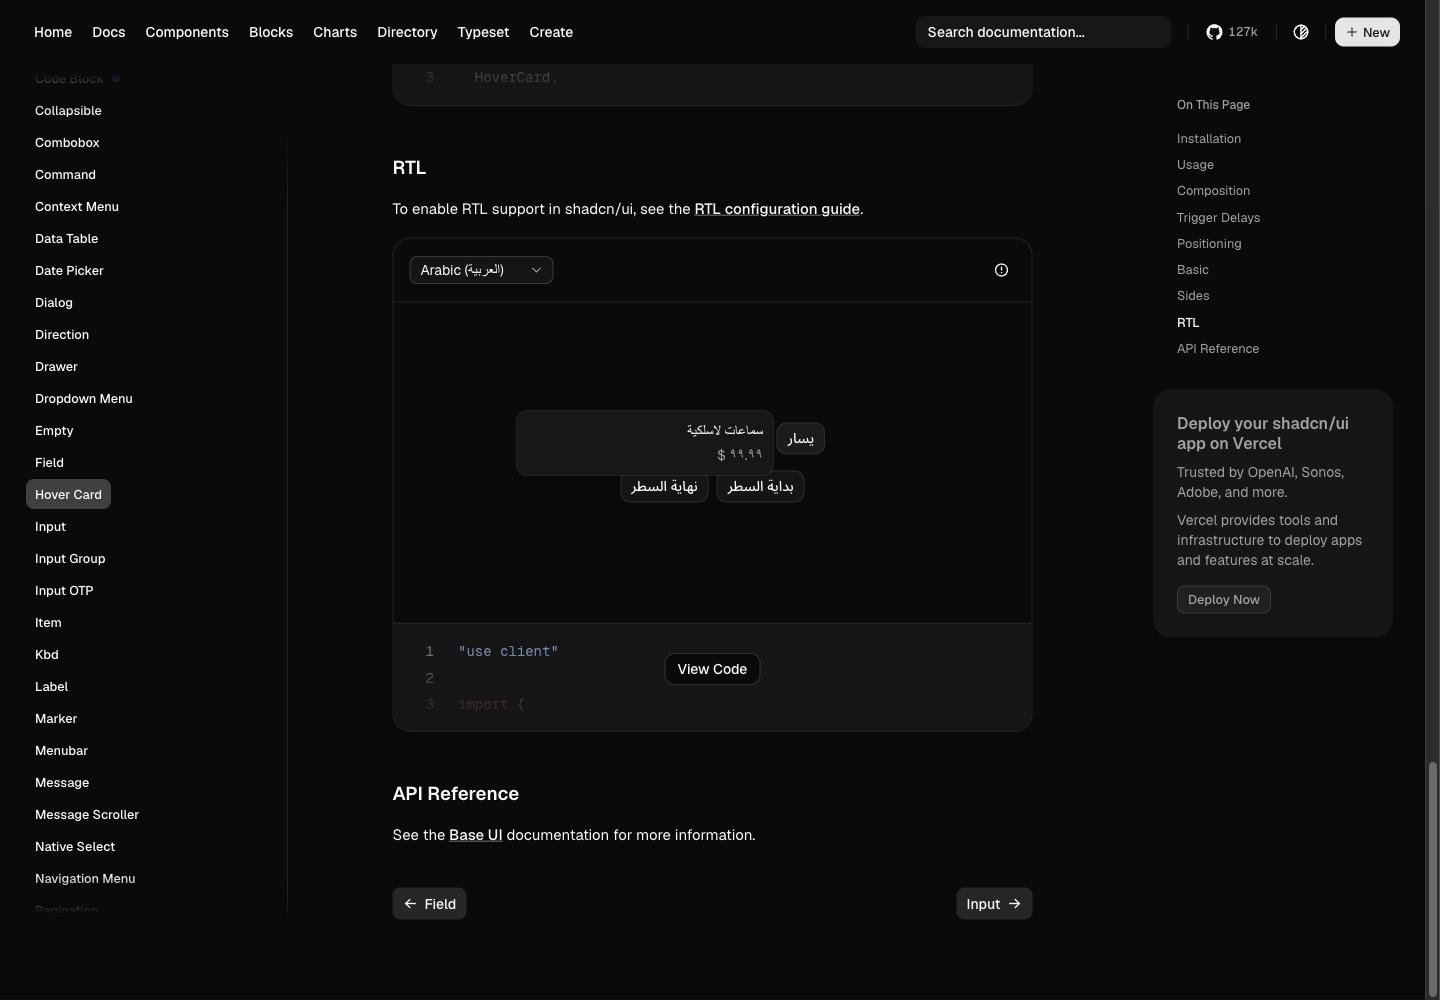 Home Docs Components Blocks Charts Directory Typeset Create
Search documentation...
127k
New
Code Block
Collapsible
Combobox
Command
Context Menu
Data Table
Date Picker
Dialog
Direction
Drawer
Dropdown Menu
Empty
Field
Hover Card
Input
Input Group
Input OTP
Item
Kbd
Label
Marker
Menubar
Message
Message Scroller
Native Select
Navigation Menu
Pagination
3 HoverCard,
RTL
To enable RTL support in shadcn/ui, see the RTL configuration guide.
Arabic (العربية)
سماعات لاسلكية
٩٩.٩٩ $
يسار
بداية السطر
نهاية السطر
1 "use client"
2
3 import {
View Code
API Reference
See the Base UI documentation for more information.
← Field
Input →
On This Page
Installation
Usage
Composition
Trigger Delays
Positioning
Basic
Sides
RTL
API Reference
Deploy your shadcn/ui
app on Vercel
Trusted by OpenAI, Sonos,
Adobe, and more.
Vercel provides tools and
infrastructure to deploy apps
and features at scale.
Deploy Now